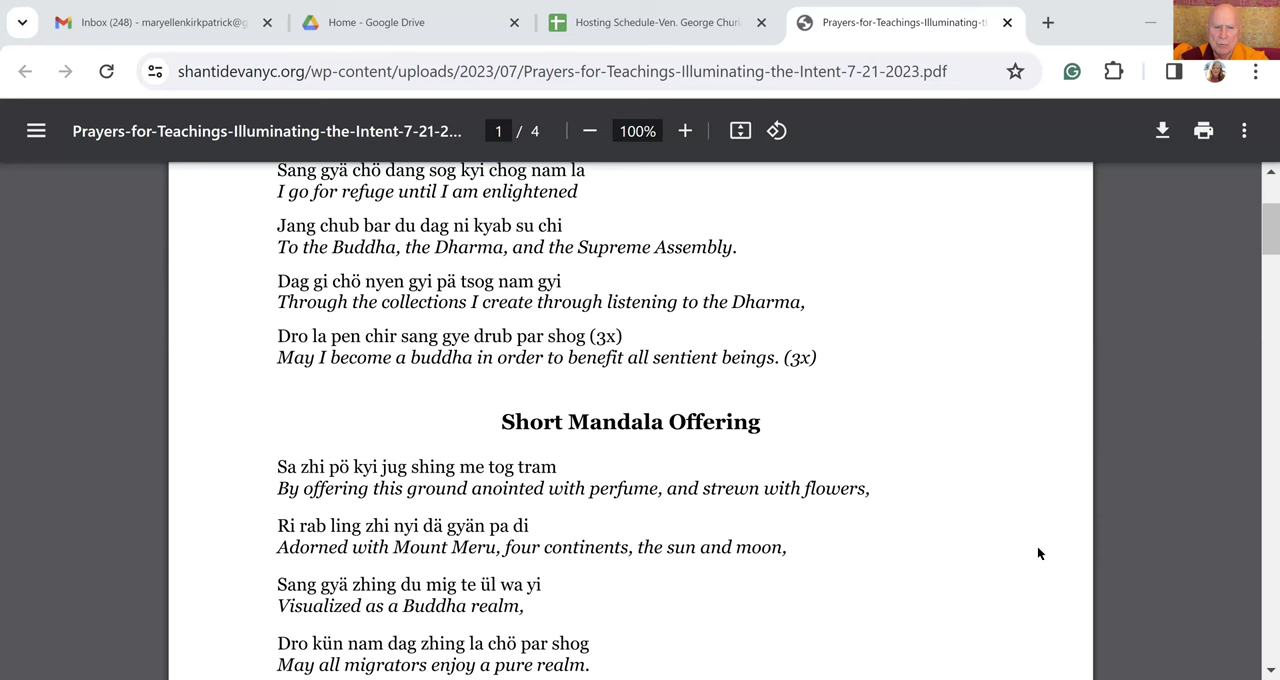 Inbox (248) - maryellenkirkpatrick@g
Home - Google Drive
Hosting Schedule-Ven. George Chur
Prayers-for-Teachings-Illuminating-t
shantidevanyc.org/wp-content/uploads/2023/07/Prayers-for-Teachings-Illuminating-the-Intent-7-21-2023.pdf
Prayers-for-Teachings-Illuminating-the-Intent-7-21-2... 1 / 4 100%
Sang gyä chö dang sog kyi chog nam la
I go for refuge until I am enlightened
Jang chub bar du dag ni kyab su chi
To the Buddha, the Dharma, and the Supreme Assembly.
Dag gi chö nyen gyi pä tsog nam gyi
Through the collections I create through listening to the Dharma,
Dro la pen chir sang gye drub par shog (3x)
May I become a buddha in order to benefit all sentient beings. (3x)
Short Mandala Offering
Sa zhi pö kyi jug shing me tog tram
By offering this ground anointed with perfume, and strewn with flowers,
Ri rab ling zhi nyi dä gyän pa di
Adorned with Mount Meru, four continents, the sun and moon,
Sang gyä zhing du mig te ül wa yi
Visualized as a Buddha realm,
Dro kün nam dag zhing la chö par shog
May all migrators enjoy a pure realm.